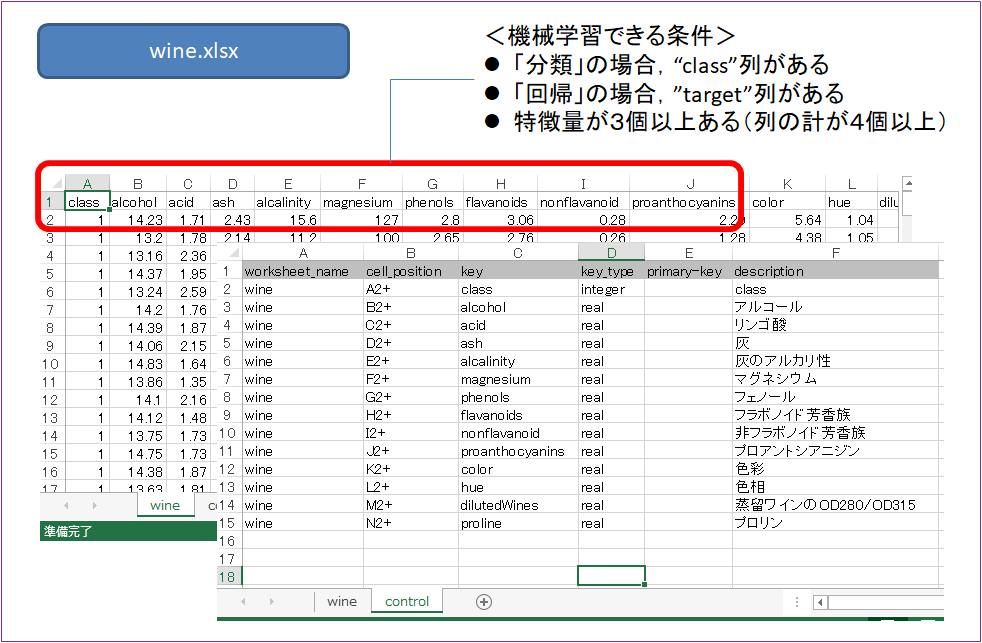 wine.xlsx
＜機械学習できる条件＞
● 「分類」の場合，“class”列がある
● 「回帰」の場合，”target”列がある
● 特徴量が３個以上ある（列の計が４個以上）
A B C D E F G H I J K L
1 class alcohol acid ash alcalinity magnesium phenols flavanoids nonflavanoid proanthocyanins color hue
2 1 14.23 1.71 2.43 15.6 127 2.8 3.06 0.28 2.29 5.64 1.04
3 1 13.2 1.78 2.14 11.2 100 2.65 2.76 0.26 1.28 4.38 1.05
4 1 13.16 2.36
5 1 14.37 1.95
6 1 13.24 2.59
7 1 14.2 1.76
8 1 14.39 1.87
9 1 14.06 2.15
10 1 14.83 1.64
11 1 13.86 1.35
12 1 14.1 2.16
13 1 14.12 1.48
14 1 13.75 1.73
15 1 14.75 1.73
16 1 14.38 1.87
17 1 13.63 1.81
wine
準備完了
A B C D E F
1 worksheet_name cell_position key key_type primary-key description
2 wine A2+ class integer class
3 wine B2+ alcohol real アルコール
4 wine C2+ acid real リンゴ酸
5 wine D2+ ash real 灰
6 wine E2+ alcalinity real 灰のアルカリ性
7 wine F2+ magnesium real マグネシウム
8 wine G2+ phenols real フェノール
9 wine H2+ flavanoids real フラボノイド芳香族
10 wine I2+ nonflavanoid real 非フラボノイド芳香族
11 wine J2+ proanthocyanins real プロアントシアニジン
12 wine K2+ color real 色彩
13 wine L2+ hue real 色相
14 wine M2+ dilutedWines real 蒸留ワインのOD280/OD315
15 wine N2+ proline real プロリン
16
17
18
wine control